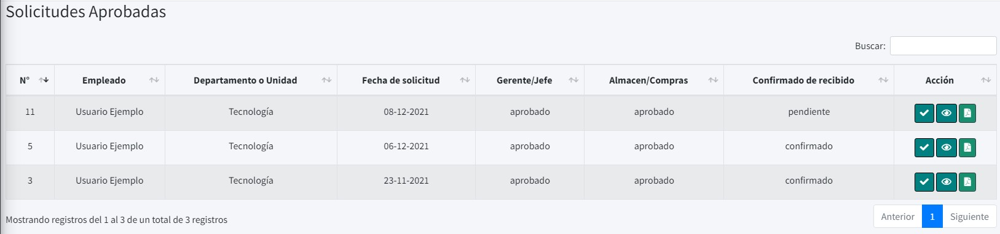 Solicitudes Aprobadas
Buscar:
N° Empleado Departamento o Unidad Fecha de solicitud Gerente/Jefe Almacen/Compras Confirmado de recibido Acción
11 Usuario Ejemplo Tecnología 08-12-2021 aprobado aprobado pendiente
5 Usuario Ejemplo Tecnología 06-12-2021 aprobado aprobado confirmado
3 Usuario Ejemplo Tecnología 23-11-2021 aprobado aprobado confirmado
Mostrando registros del 1 al 3 de un total de 3 registros
Anterior 1 Siguiente